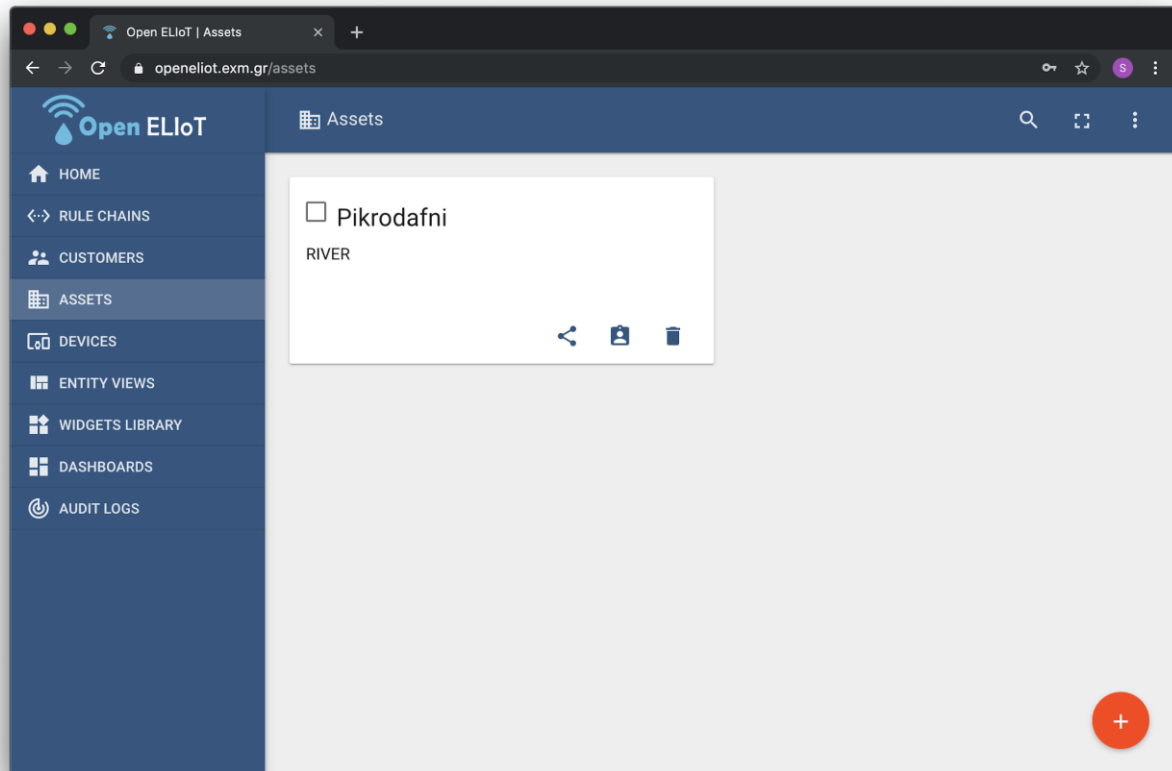 Open ELIoT | Assets
openeliot.exm.gr/assets
S
Open ELIoT
Assets
HOME
RULE CHAINS
CUSTOMERS
ASSETS
DEVICES
ENTITY VIEWS
WIDGETS LIBRARY
DASHBOARDS
AUDIT LOGS
Pikrodafni
RIVER